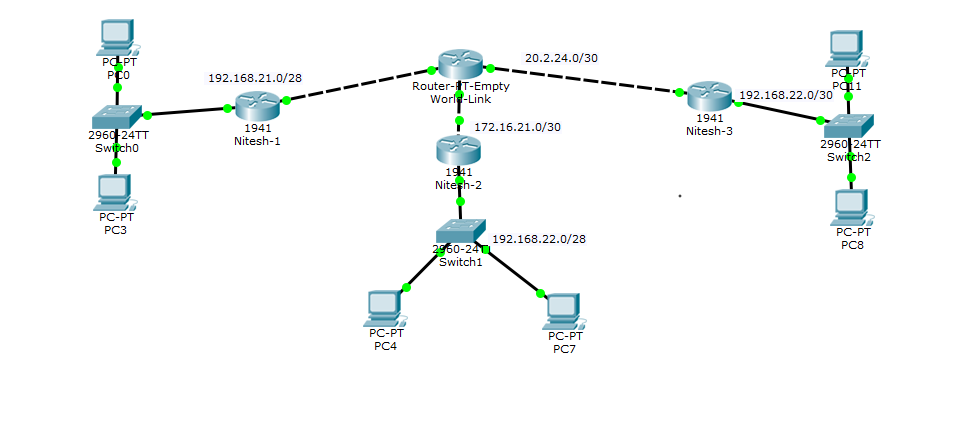 PC-PT
PC0
192.168.21.0/28
2960-24TT
Switch0
1941
Nitesh-1
PC-PT
PC3
Router-PT-Empty
World-Link
20.2.24.0/30
172.16.21.0/30
1941
Nitesh-2
192.168.22.0/28
2960-24TT
Switch1
PC-PT
PC4
PC-PT
PC7
1941
Nitesh-3
192.168.22.0/30
PC-PT
PC11
2960-24TT
Switch2
PC-PT
PC8